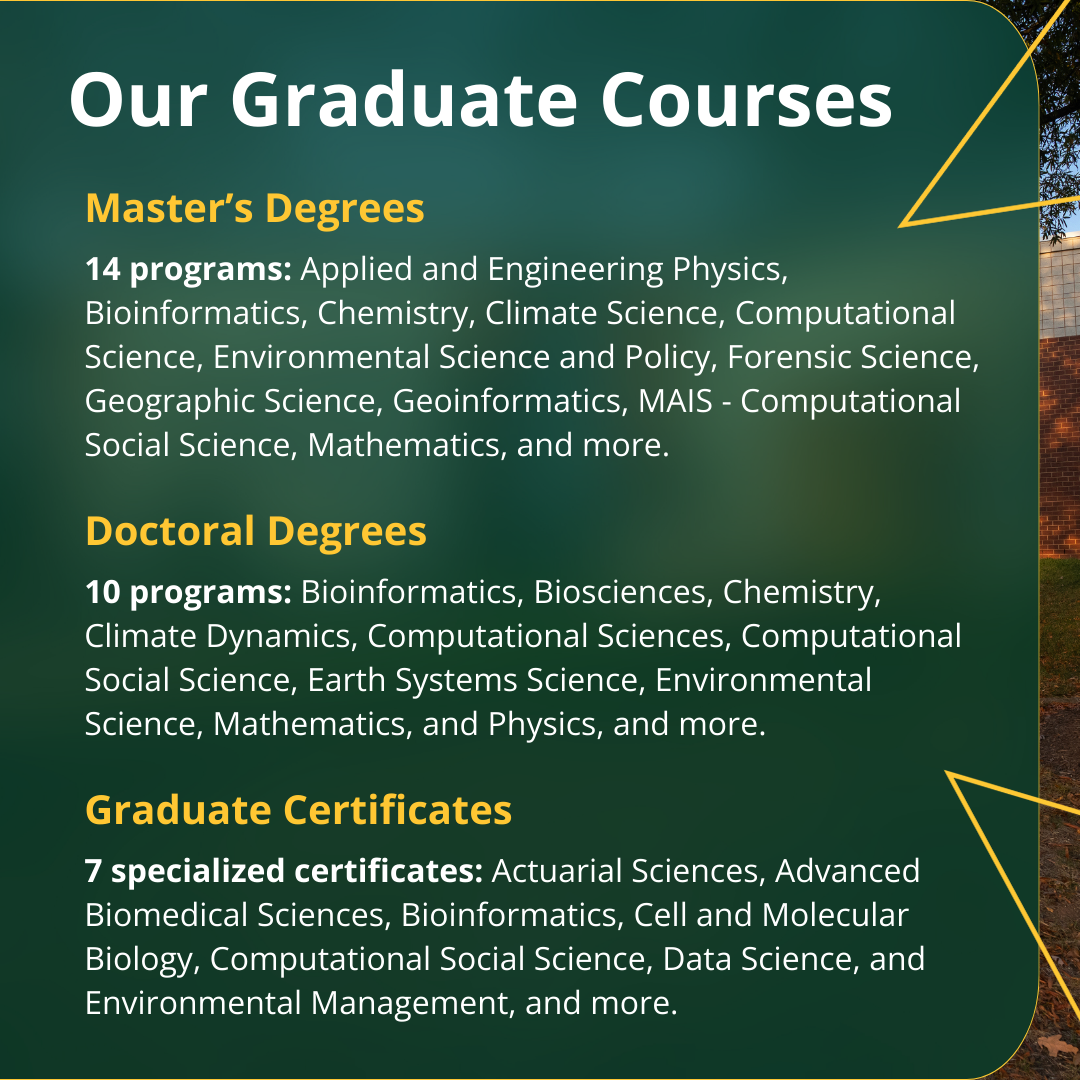 Our Graduate Courses
Master’s Degrees
14 programs: Applied and Engineering Physics,
Bioinformatics, Chemistry, Climate Science, Computational
Science, Environmental Science and Policy, Forensic Science,
Geographic Science, Geoinformatics, MAIS - Computational
Social Science, Mathematics, and more.
Doctoral Degrees
10 programs: Bioinformatics, Biosciences, Chemistry,
Climate Dynamics, Computational Sciences, Computational
Social Science, Earth Systems Science, Environmental
Science, Mathematics, and Physics, and more.
Graduate Certificates
7 specialized certificates: Actuarial Sciences, Advanced
Biomedical Sciences, Bioinformatics, Cell and Molecular
Biology, Computational Social Science, Data Science, and
Environmental Management, and more.